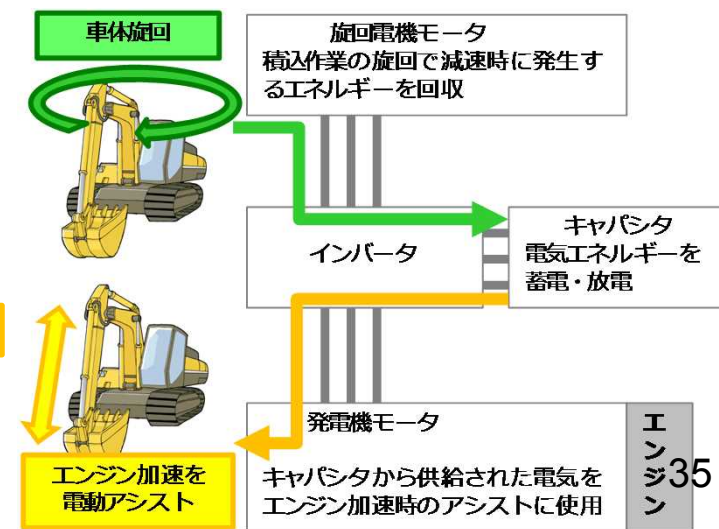 車体旋回
旋回電機モータ
積込作業の旋回で減速時に発生す
るエネルギーを回収
インバータ
キャパシタ
電気エネルギーを
蓄電・放電
エンジン加速を
電動アシスト
発電機モータ
キャパシタから供給された電気を
エンジン加速時のアシストに使用
エンジン
35